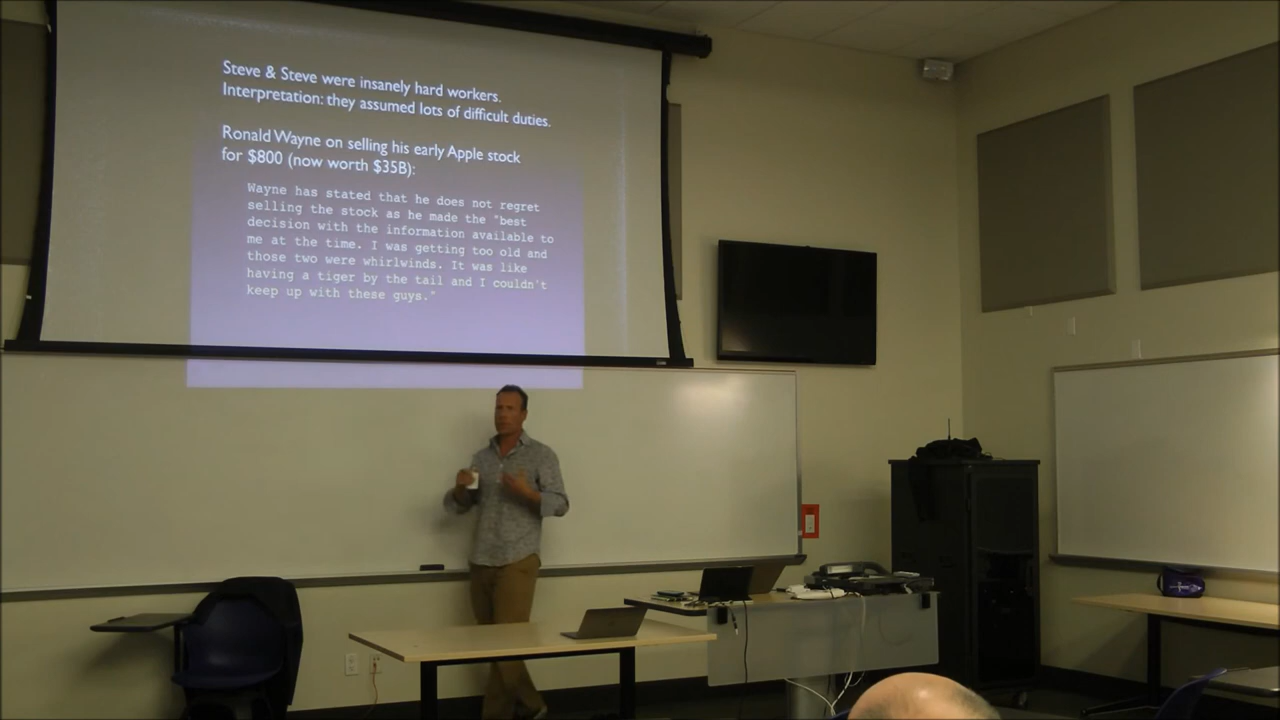 Steve & Steve were insanely hard workers.
Interpretation: they assumed lots of difficult duties.
Ronald Wayne on selling his early Apple stock
for $800 (now worth $35B):
Wayne has stated that he does not regret
selling the stock as he made the "best
decision with the information available to
me at the time. I was getting too old and
those two were whirlwinds. It was like
having a tiger by the tail and I couldn't
keep up with these guys."